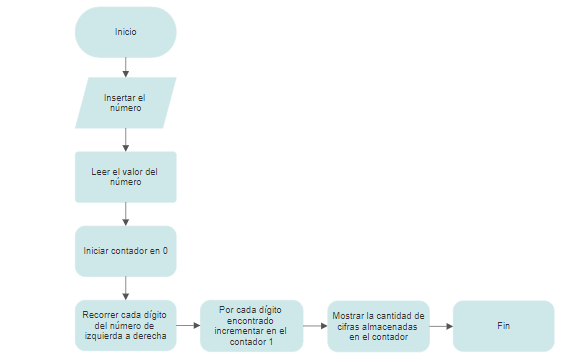 Inicio
Insertar el
número
Leer el valor del
número
Iniciar contador en 0
Recorrer cada dígito
del número de
izquierda a derecha
Por cada dígito
encontrado
incrementar en el
contador 1
Mostrar la cantidad de
cifras almacenadas
en el contador
Fin